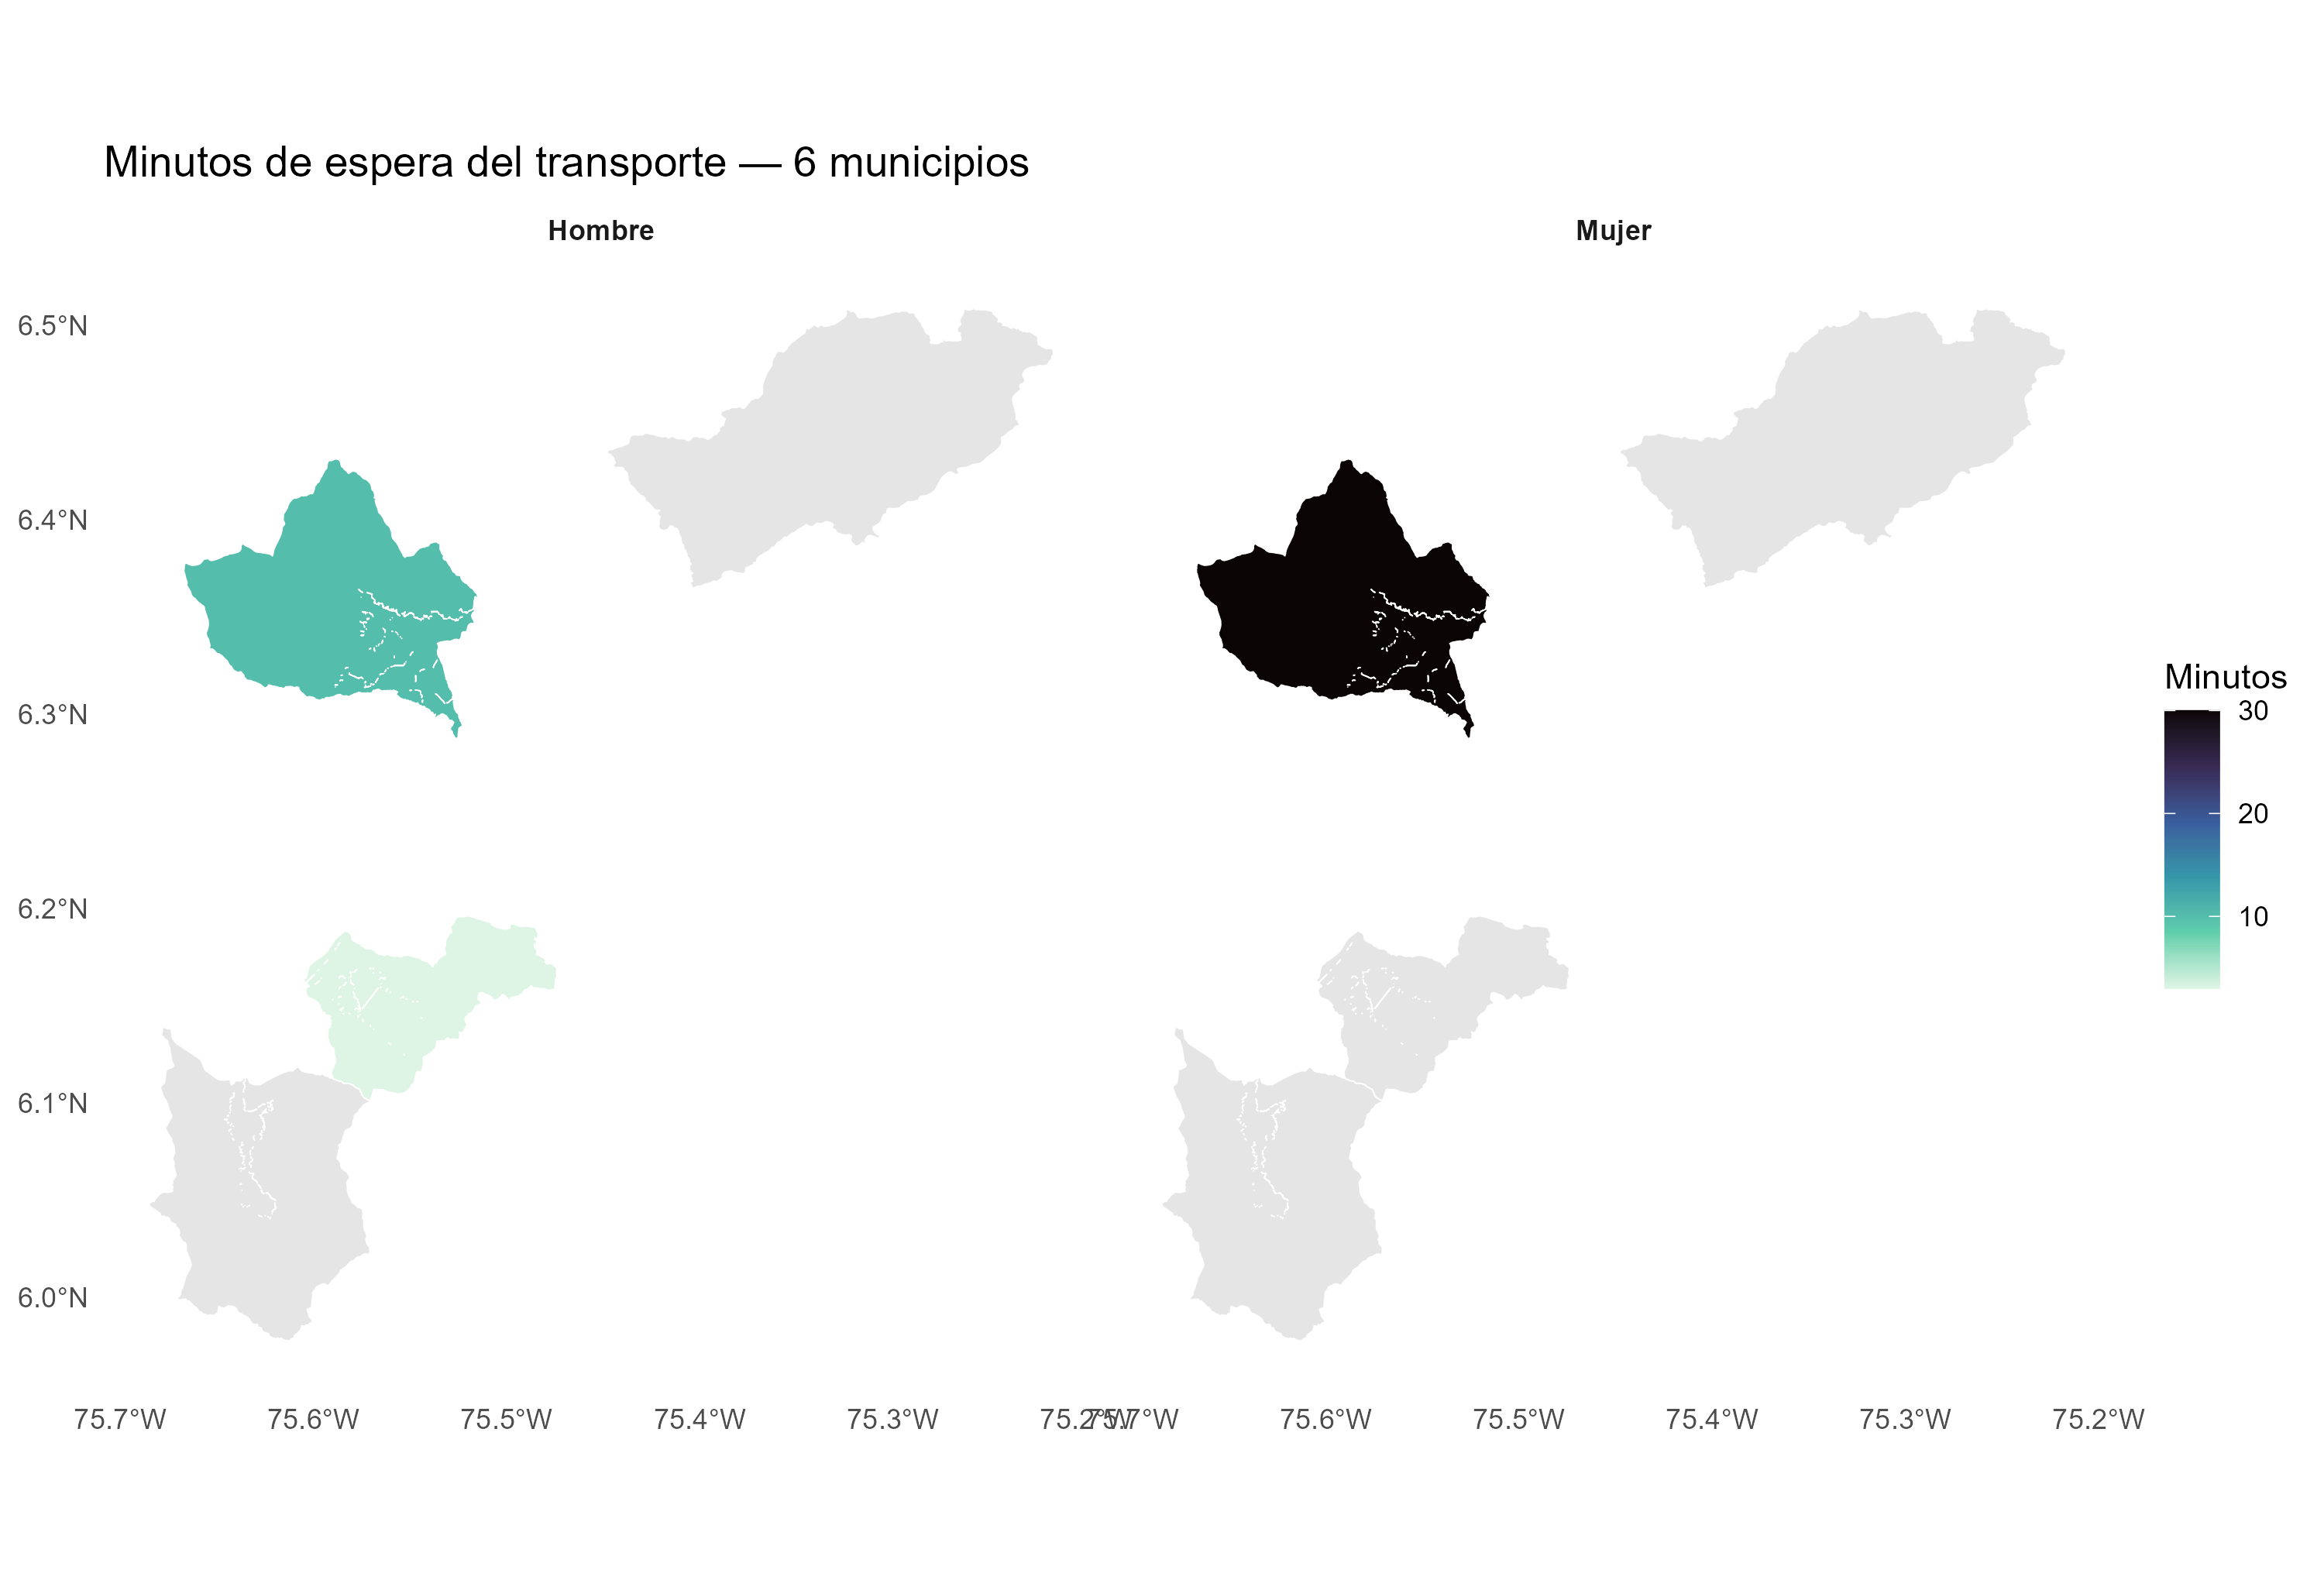 Minutos de espera del transporte — 6 municipios
Hombre
Mujer
6.5°N
6.4°N
6.3°N
6.2°N
6.1°N
6.0°N
Minutos
30
20
10
75.7°W 75.6°W 75.5°W 75.4°W 75.3°W 75.2°W 75.7°W 75.6°W 75.5°W 75.4°W 75.3°W 75.2°W